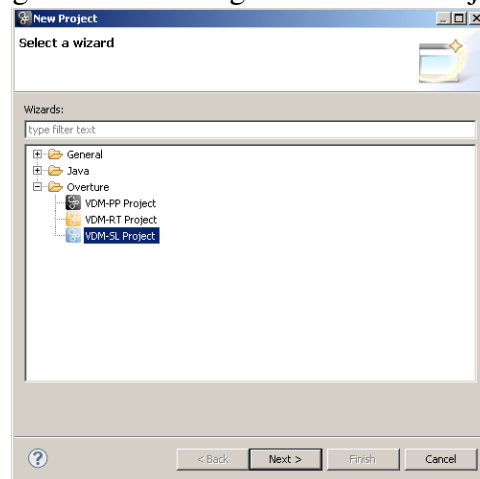 New Project
Select a wizard
Wizards:
type filter text
General
Java
Overture
VDM-PP Project
VDM-RT Project
VDM-SL Project
< Back Next > Finish Cancel